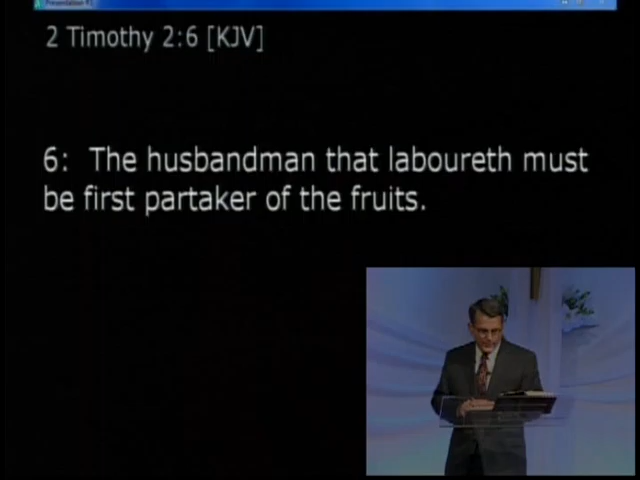 2 Timothy 2:6 [KJV]
6: The husbandman that laboureth must
be first partaker of the fruits.